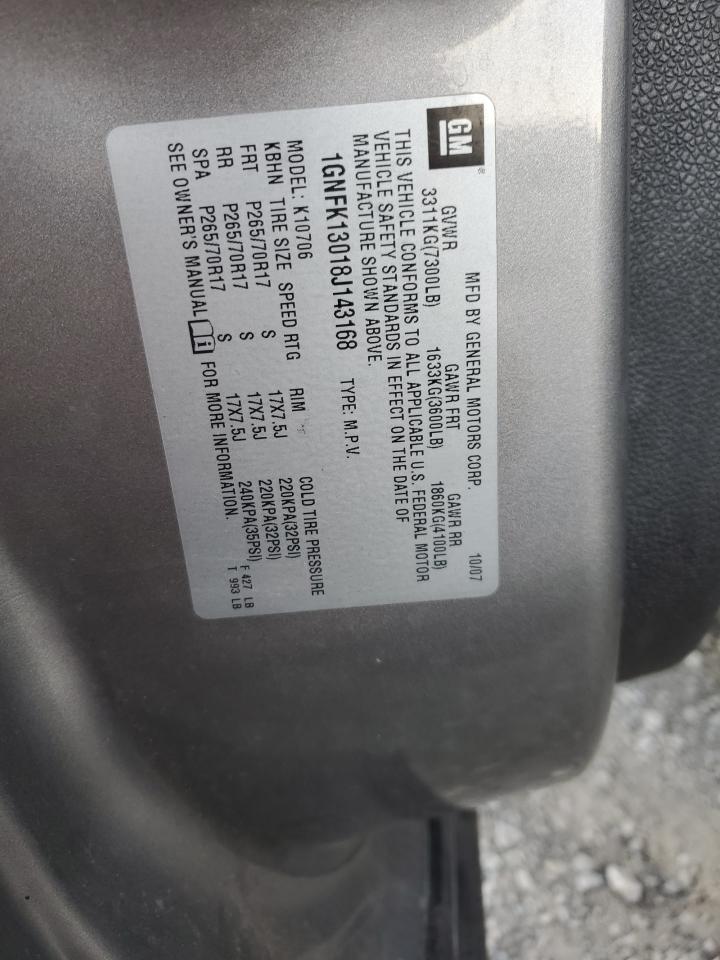 GM®
MFD BY GENERAL MOTORS CORP. 10/07
GVWR GAWR FRT GAWR RR
3311KG(7300LB) 1633KG(3600LB) 1860KG(4100LB)
THIS VEHICLE CONFORMS TO ALL APPLICABLE U.S. FEDERAL MOTOR
VEHICLE SAFETY STANDARDS IN EFFECT ON THE DATE OF
MANUFACTURE SHOWN ABOVE.
1GNFK13018J143168 TYPE: M.P.V.
MODEL: K10706
KBHN TIRE SIZE SPEED RTG RIM COLD TIRE PRESSURE
FRT P265/70R17 S 17X7.5J 220KPA(32PSI)
RR P265/70R17 S 17X7.5J 220KPA(32PSI)
SPA P265/70R17 S 17X7.5J 240KPA(35PSI)
SEE OWNER'S MANUAL i FOR MORE INFORMATION.
F 427 LB
T 993 LB